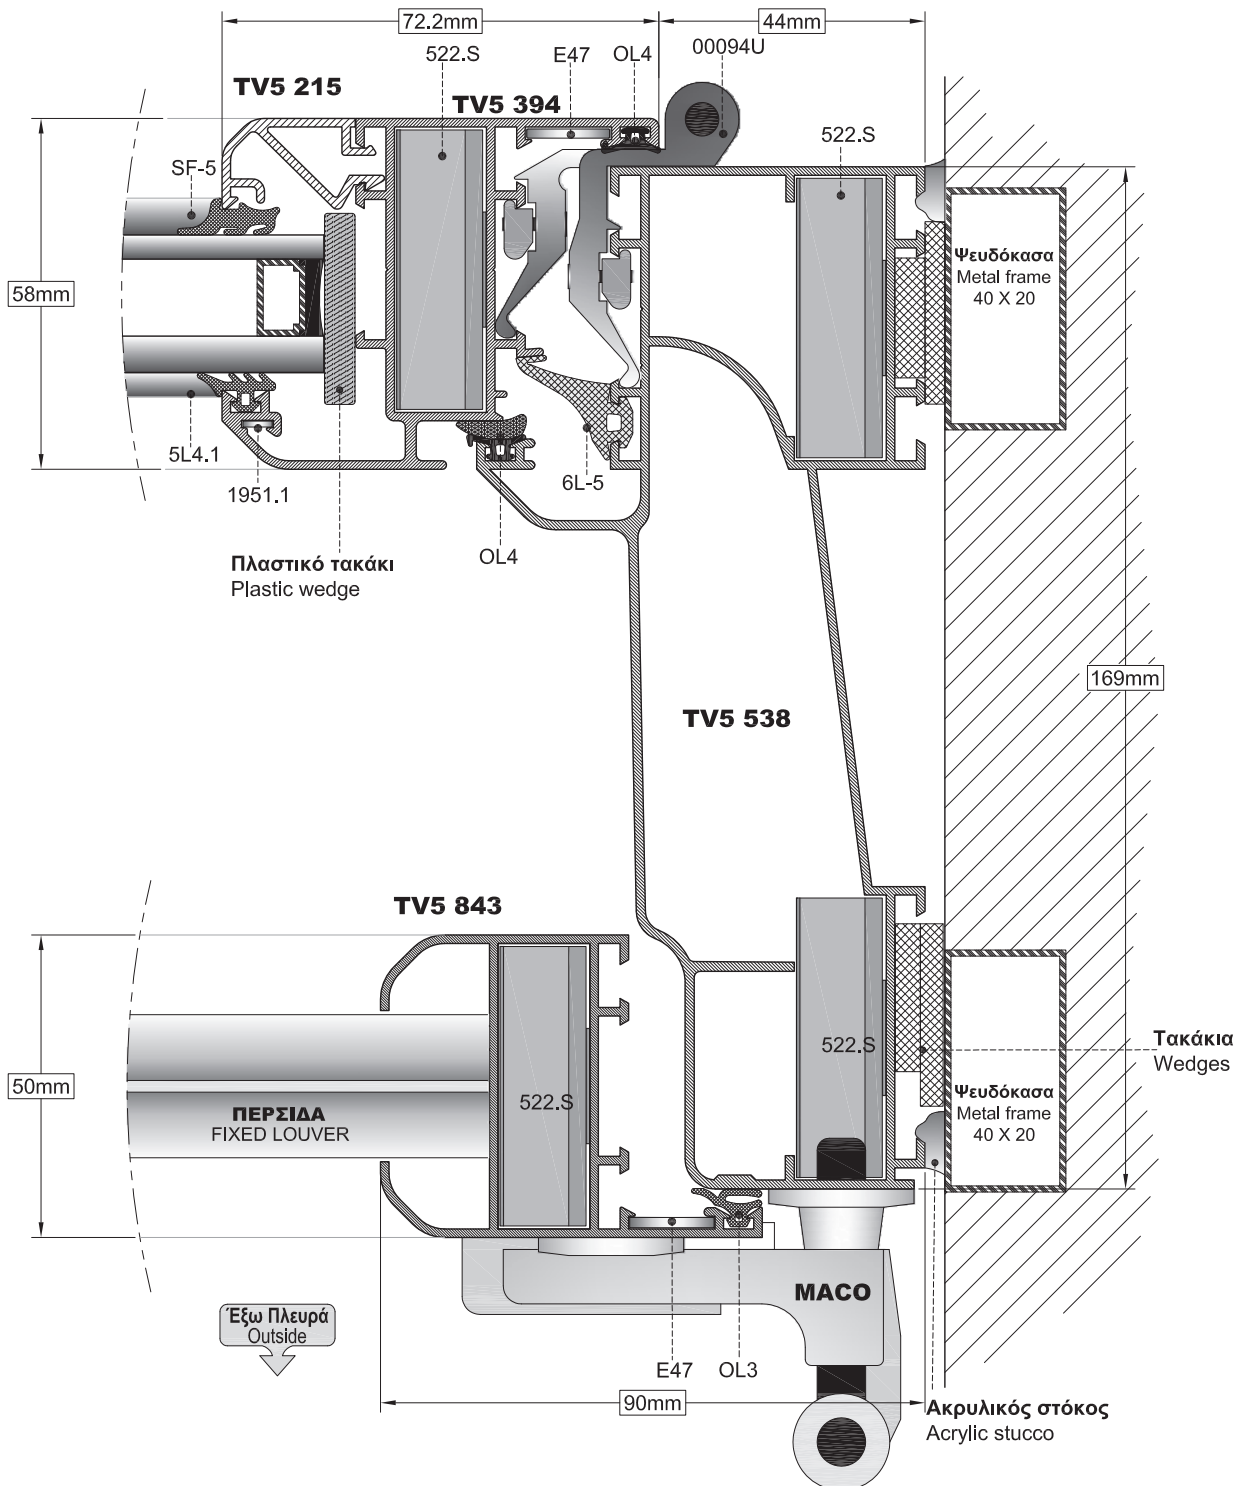 72.2mm
44mm
522.S
E47
OL4
00094U
TV5 215
TV5 394
522.S
SF-5
58mm
Ψευδόκασα
Metal frame
40 X 20
5L4.1
1951.1
6L-5
OL4
Πλαστικό τακάκι
Plastic wedge
169mm
TV5 538
TV5 843
522.S
Τακάκια
Wedges
50mm
522.S
ΠΕΡΣΙΔΑ
FIXED LOUVER
Ψευδόκασα
Metal frame
40 X 20
MACO
Έξω Πλευρά
Outside
E47
OL3
90mm
Ακρυλικός στόκος
Acrylic stucco